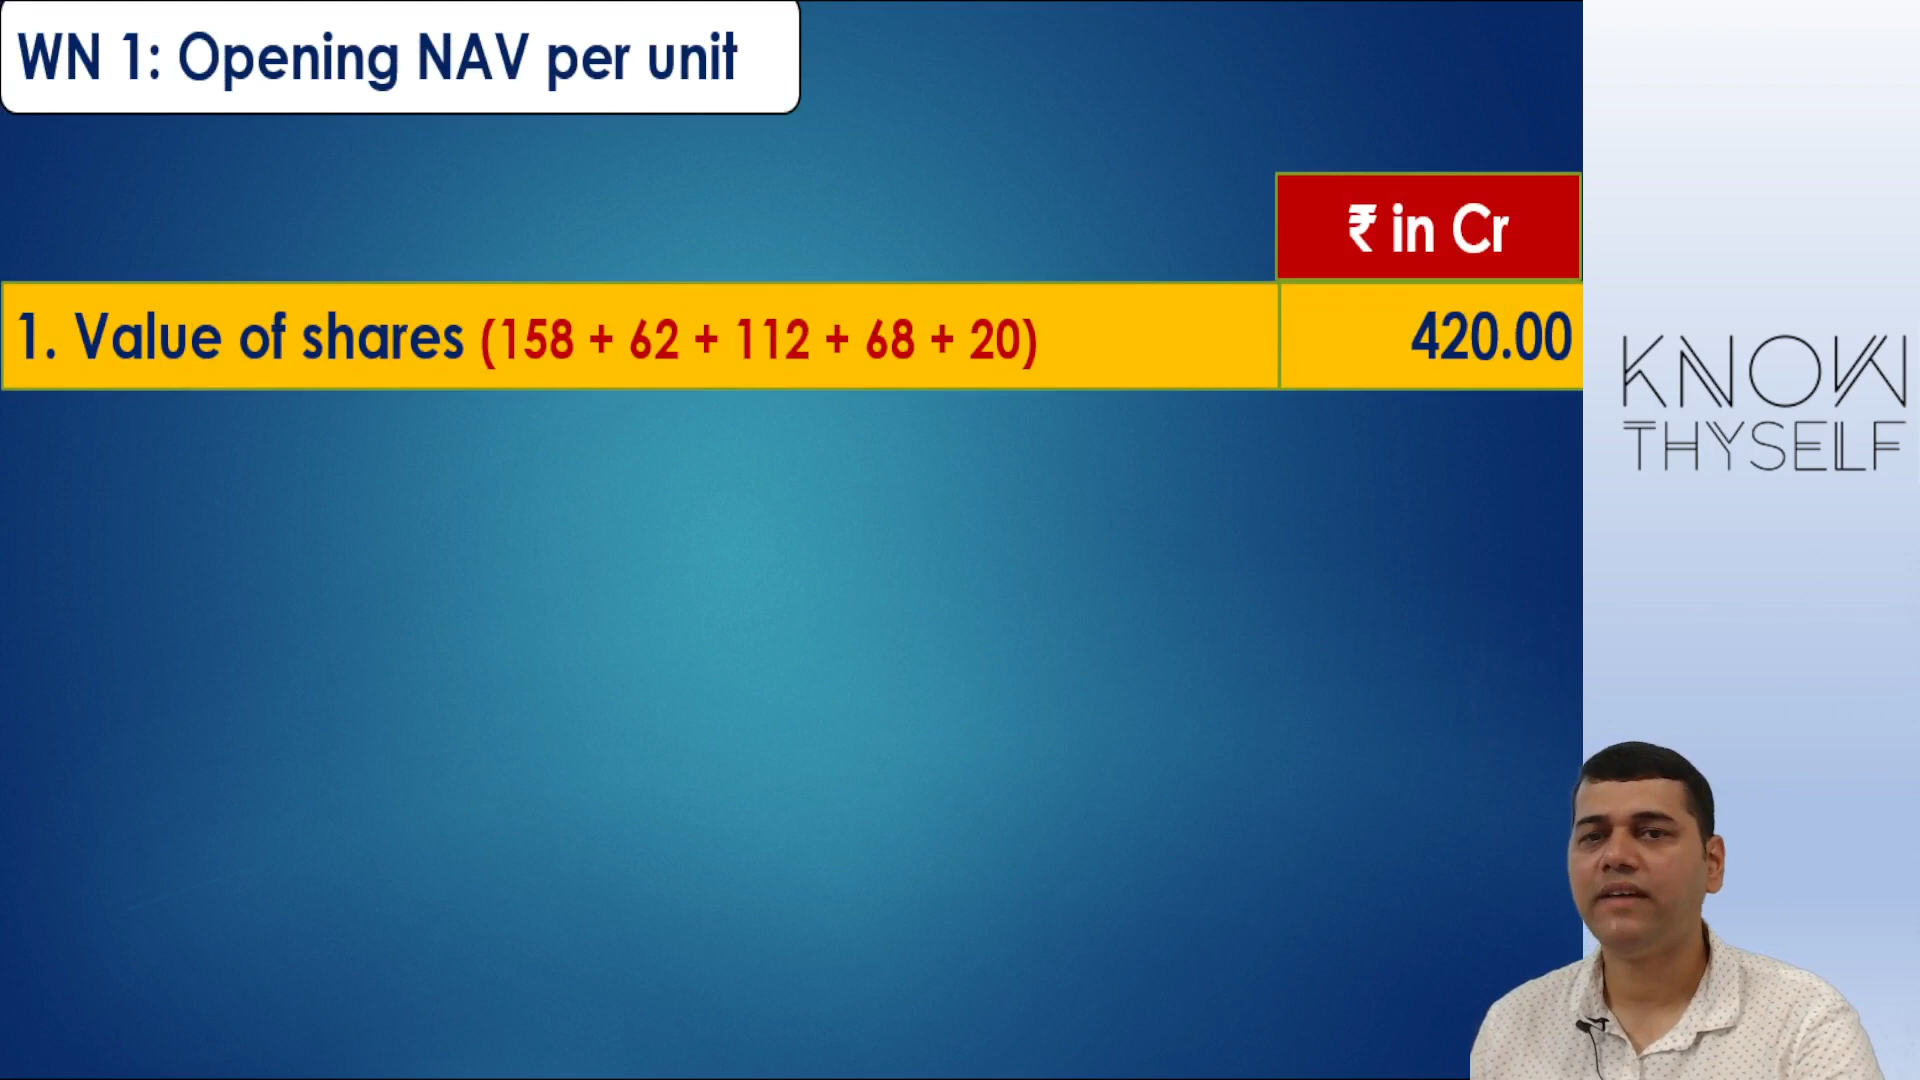 WN 1: Opening NAV per unit
₹ in Cr
1. Value of shares (158 + 62 + 112 + 68 + 20) 420.00
KNOW
THYSELF